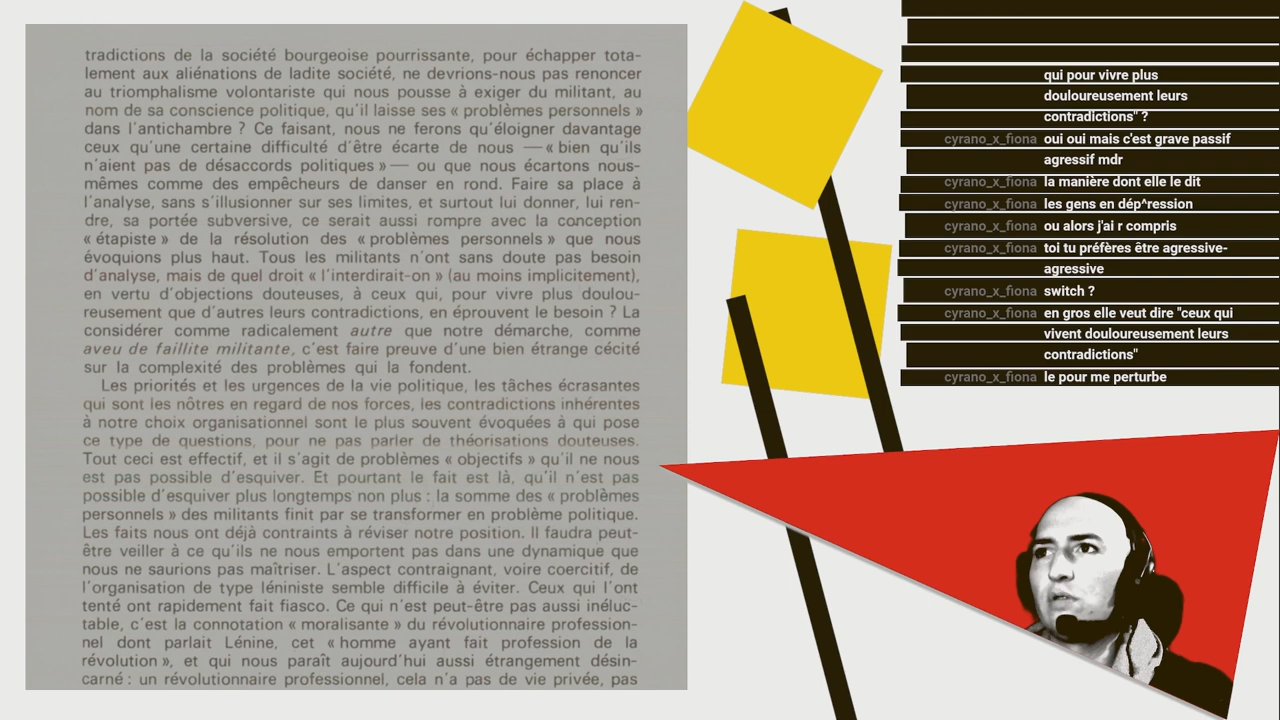 tradictions de la société bourgeoise pourrissante, pour échapper tota-
lement aux aliénations de ladite société, ne devrions-nous pas renoncer
au triomphalisme volontariste qui nous pousse à exiger du militant, au
nom de sa conscience politique, qu'il laisse ses « problèmes personnels »
dans l'antichambre ? Ce faisant, nous ne ferons qu'éloigner davantage
ceux qu'une certaine dureté d'être écarte de nous — « bien qu'ils
n'aient pas de désaccords politiques » — ou que nous écartons nous-
mêmes comme des empêcheurs de danser en rond. Faire sa place à
l'analyse, sans s'illusionner sur ses limites, et surtout lui donner, lui ren-
dre, sa portée subversive, ce serait aussi rompre avec la conception
« étapiste » de la résolution des « problèmes personnels » que nous
évoquions plus haut. Tous les militants n'ont sans doute pas besoin
d'analyse, mais de quel droit « l'interdirait-on » (au moins implicitement),
en vertu d'objections douteuses, à ceux qui, pour vivre plus doulou-
reusement que d'autres leurs contradictions, en éprouvent le besoin ? La
considérer comme radicalement autre que notre démarche, comme
aveu de faillite militante, c'est faire preuve d'une bien étrange cécité
sur la complexité des problèmes qui la fondent.
Les priorités et les urgences de la vie politique, les tâches écrasantes
qui sont les nôtres en regard de nos forces, les contradictions inhérentes
à notre choix organisationnel sont le plus souvent évoquées à qui pose
ce type de questions, pour ne pas parler de théorisations douteuses.
Tout ceci est effectif, et il s'agit de problèmes « objectifs » qu'il ne nous
est pas possible d'esquiver. Et pourtant le fait est là, qu'il n'est pas
possible d'esquiver plus longtemps non plus : la somme des « problèmes
personnels » des militants finit par se transformer en problème politique.
Les faits nous ont déjà contraints à réviser notre position. Il faudra peut-
être veiller à ce qu'ils ne nous emportent pas dans une dynamique que
nous ne saurions pas maîtriser. L'aspect contraignant, voire coercitif, de
l'organisation de type léniniste semble difficile à éviter. Ceux qui l'ont
tenté ont rapidement fait fiasco. Ce qui n'est peut-être pas aussi inéluc-
table, c'est la connotation « moralisante » du révolutionnaire profession-
nel dont parlait Lénine, cet « homme ayant fait profession de la
révolution », et qui nous paraît aujourd'hui aussi étrangement désin-
carné : un révolutionnaire professionnel, cela n'a pas de vie privée, pas
qui pour vivre plus
douloureusement leurs
contradictions" ?
cyrano_x_fiona oui oui mais c'est grave passif
agressif mdr
cyrano_x_fiona la manière dont elle le dit
cyrano_x_fiona les gens en dép^ression
cyrano_x_fiona ou alors j'ai r compris
cyrano_x_fiona toi tu préfères être agressive-
agressive
cyrano_x_fiona switch ?
cyrano_x_fiona en gros elle veut dire "ceux qui
vivent douloureusement leurs
contradictions"
cyrano_x_fiona le pour me perturbe